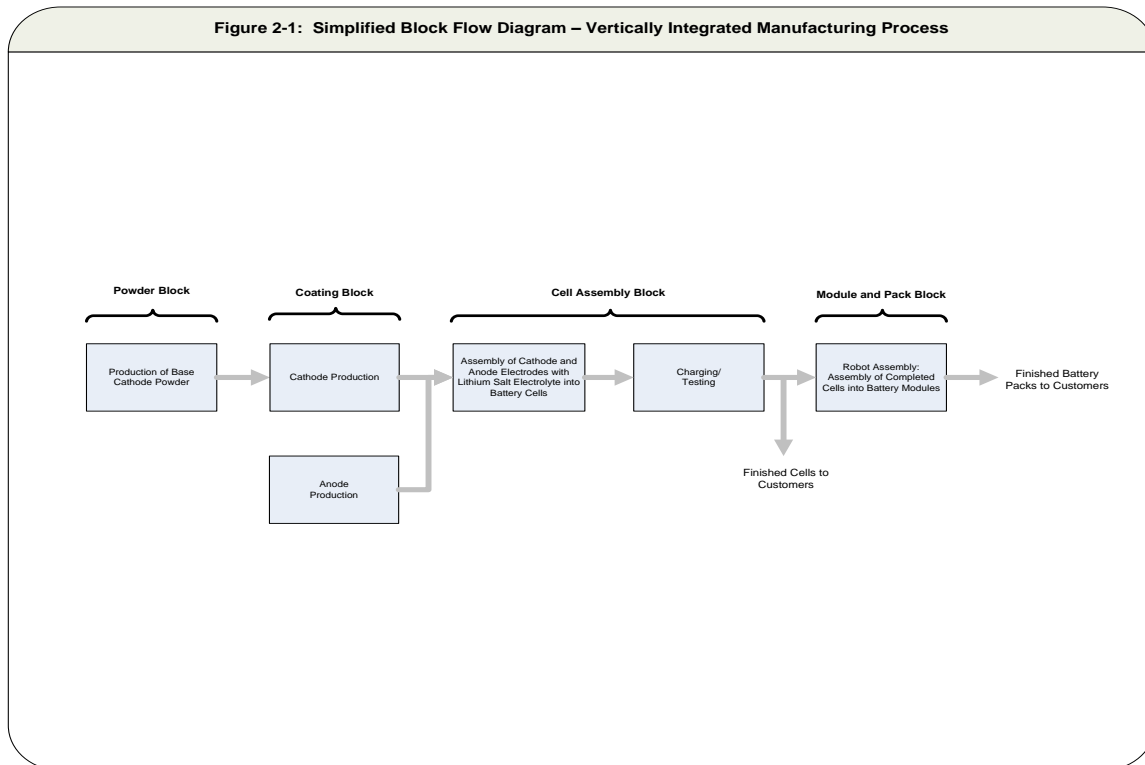 Figure 2-1: Simplified Block Flow Diagram – Vertically Integrated Manufacturing Process
Powder Block
Coating Block
Cell Assembly Block
Module and Pack Block
Production of Base
Cathode Powder
Cathode Production
Assembly of Cathode and
Anode Electrodes with
Lithium Salt Electrolyte into
Battery Cells
Charging/
Testing
Robot Assembly:
Assembly of Completed
Cells into Battery Modules
Finished Battery
Packs to Customers
Anode
Production
Finished Cells to
Customers